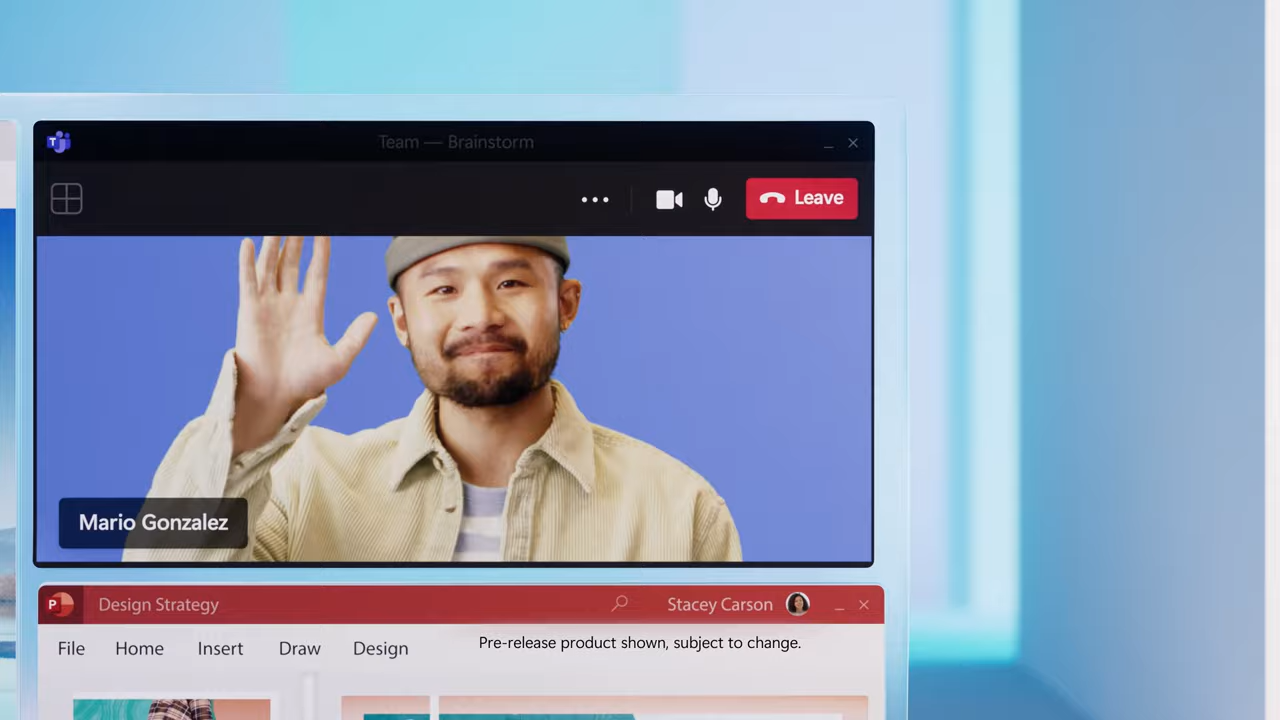 Team — Brainstorm
Leave
Mario Gonzalez
Design Strategy
Stacey Carson
File Home Insert Draw Design
Pre-release product shown, subject to change.